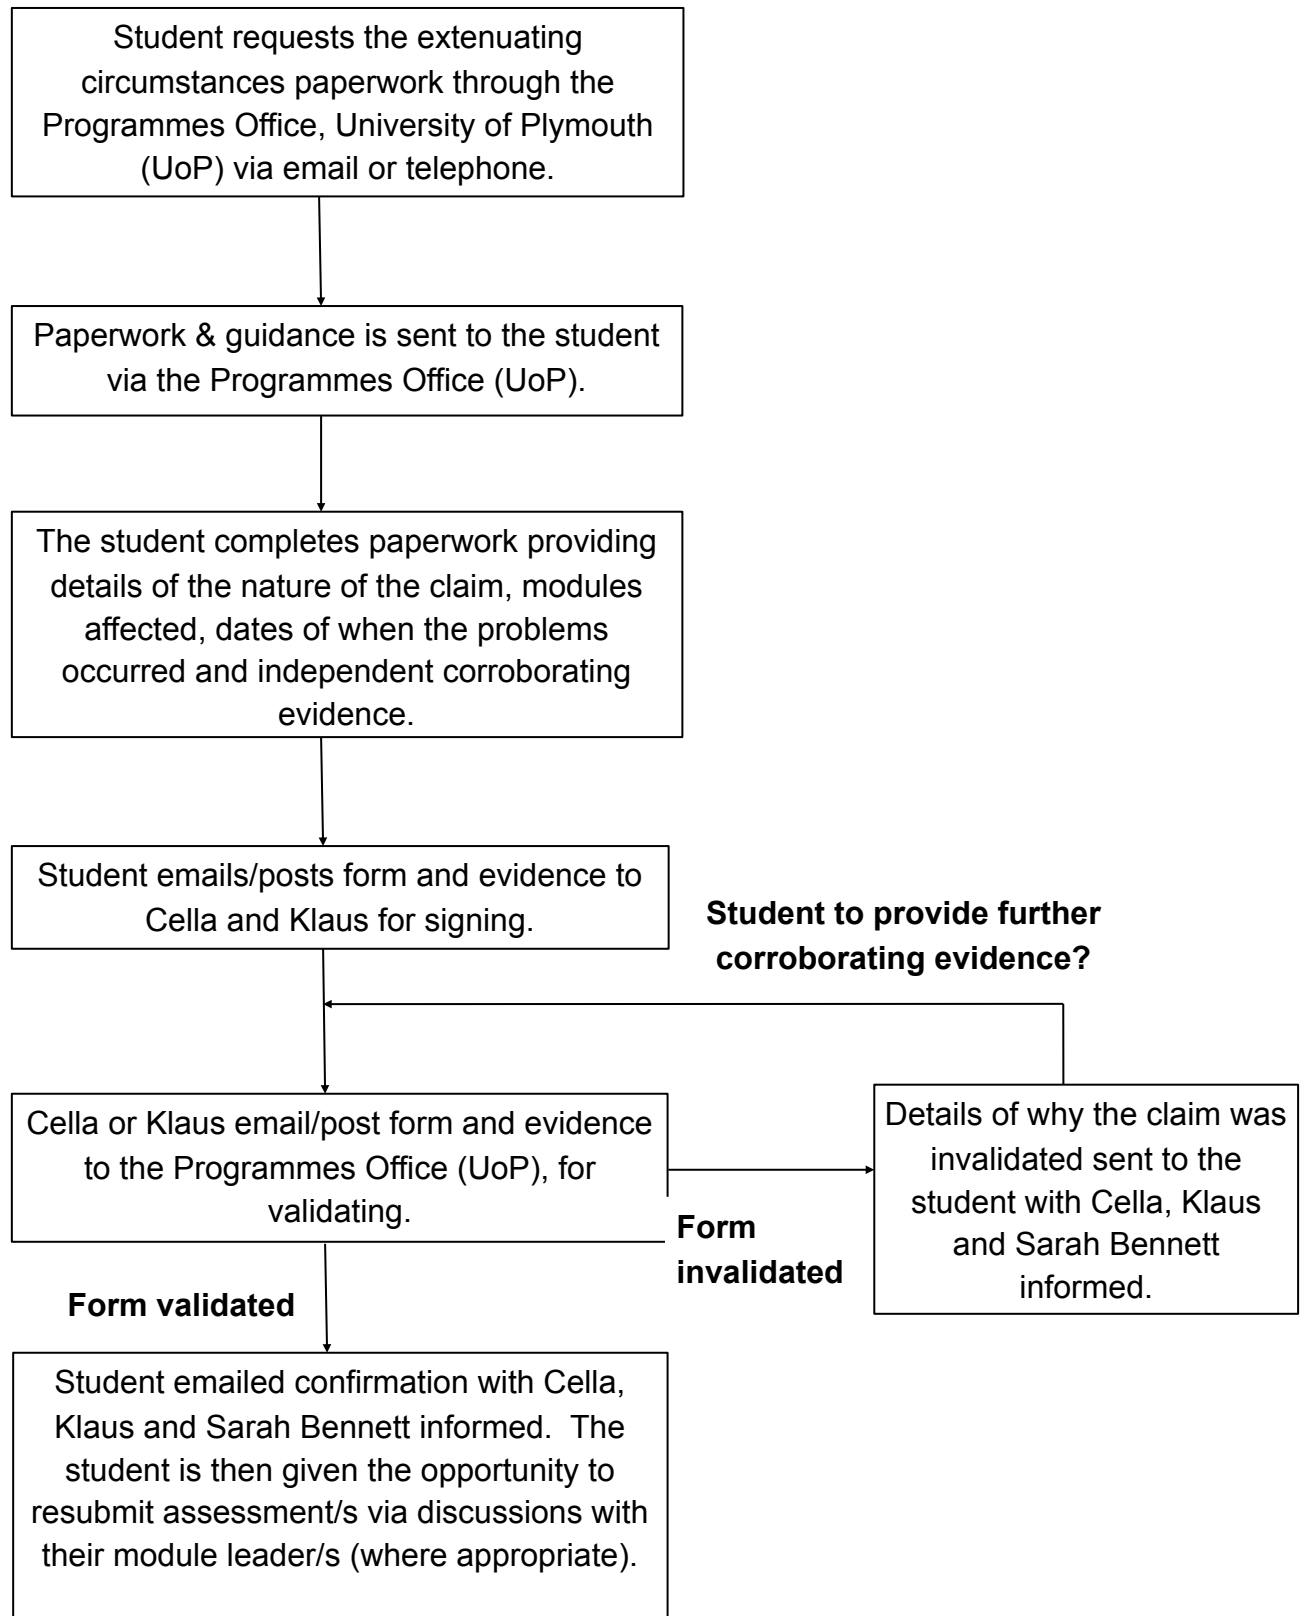 Student requests the extenuating
circumstances paperwork through the
Programmes Office, University of Plymouth
(UoP) via email or telephone.
Paperwork & guidance is sent to the student
via the Programmes Office (UoP).
The student completes paperwork providing
details of the nature of the claim, modules
affected, dates of when the problems
occurred and independent corroborating
evidence.
Student emails/posts form and evidence to
Cella and Klaus for signing.
Student to provide further
corroborating evidence?
Cella or Klaus email/post form and evidence
to the Programmes Office (UoP), for
validating.
Form
invalidated
Details of why the claim was
invalidated sent to the
student with Cella, Klaus
and Sarah Bennett
informed.
Form validated
Student emailed confirmation with Cella,
Klaus and Sarah Bennett informed.  The
student is then given the opportunity to
resubmit assessment/s via discussions with
their module leader/s (where appropriate).